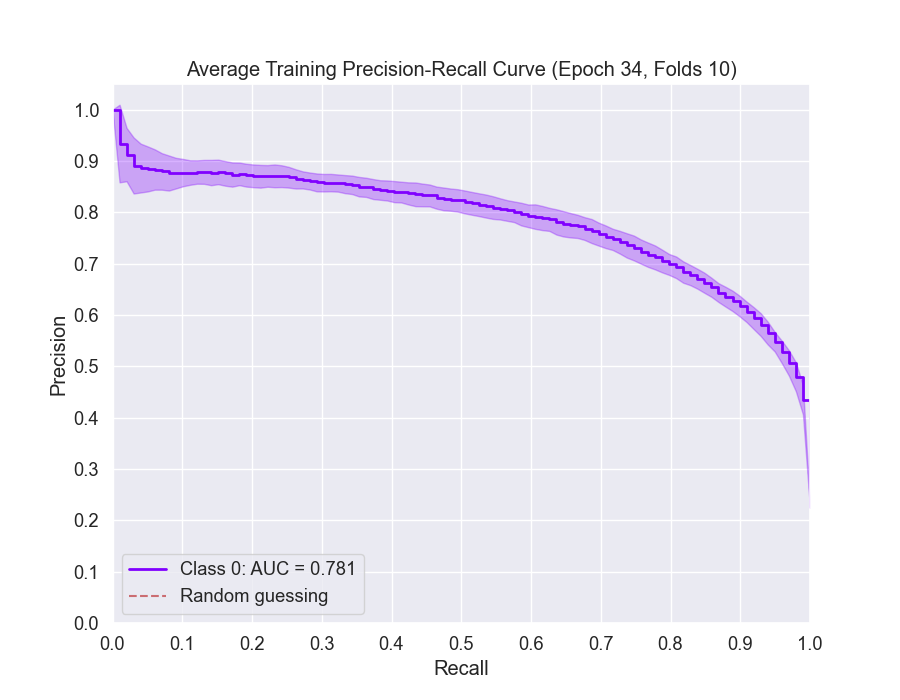 Average Training Precision-Recall Curve (Epoch 34, Folds 10)
Precision
1.0
0.9
0.8
0.7
0.6
0.5
0.4
0.3
0.2
0.1
0.0
Class 0: AUC = 0.781
Random guessing
0.0 0.1 0.2 0.3 0.4 0.5 0.6 0.7 0.8 0.9 1.0
Recall